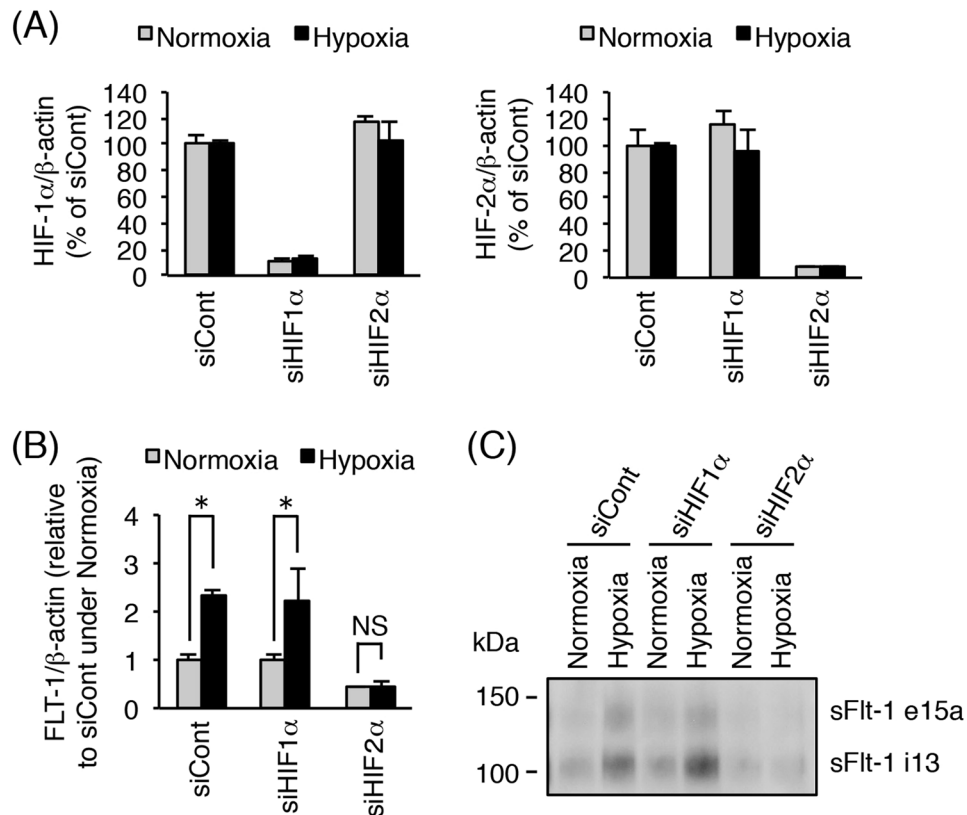 (A)
Normoxia Hypoxia
HIF-1α/β-actin
(% of siCont)
140
120
100
80
60
40
20
0
siCont
siHIF1α
siHIF2α
Normoxia Hypoxia
HIF-2α/β-actin
(% of siCont)
140
120
100
80
60
40
20
0
siCont
siHIF1α
siHIF2α
(B)
Normoxia Hypoxia
FLT-1/β-actin (relative
to siCont under Normoxia)
4
3
2
1
0
*
*
NS
siCont
siHIF1α
siHIF2α
(C)
siCont
siHIF1α
siHIF2α
Normoxia
Hypoxia
Normoxia
Hypoxia
Normoxia
Hypoxia
kDa
150
100
sFlt-1 e15a
sFlt-1 i13